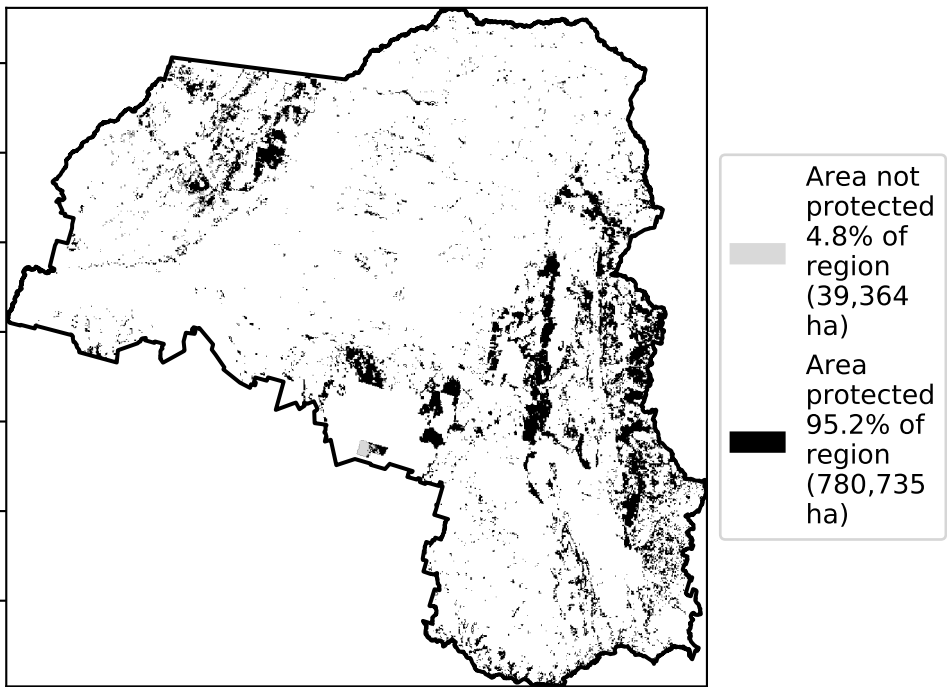 Area not
protected
4.8% of
region
(39,364
ha)
Area
protected
95.2% of
region
(780,735
ha)